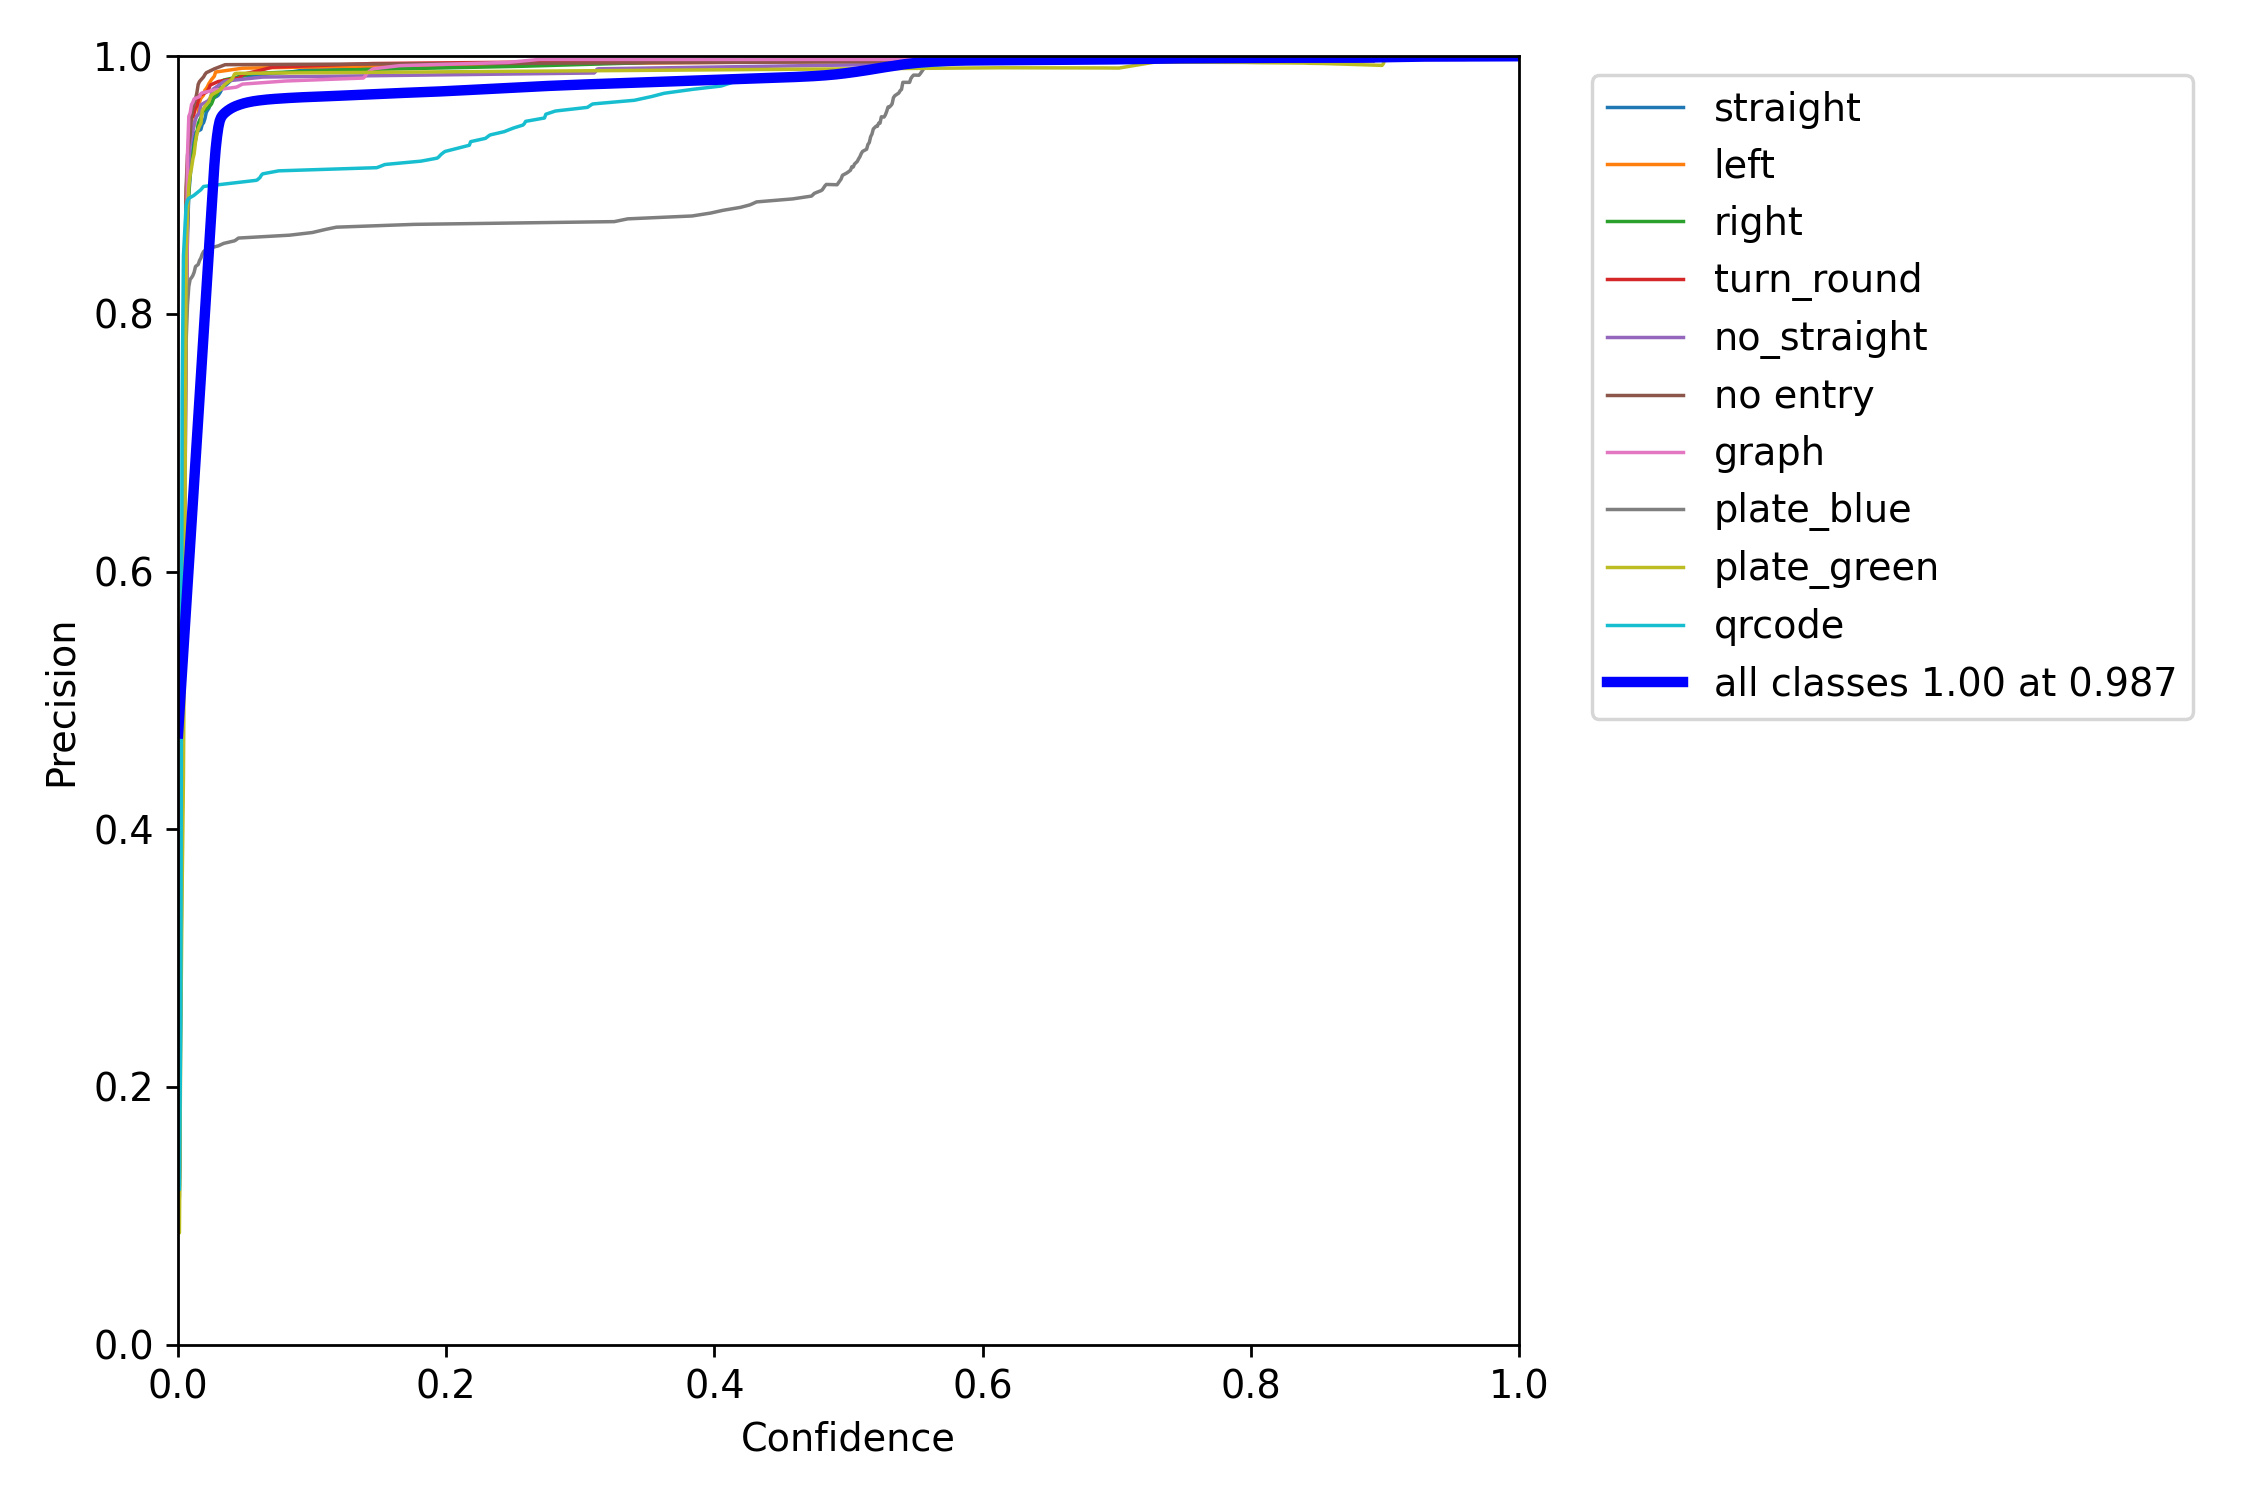 1.0
0.8
0.6
0.4
0.2
0.0
0.0 0.2 0.4 0.6 0.8 1.0
Precision
Confidence
straight
left
right
turn_round
no_straight
no entry
graph
plate_blue
plate_green
qrcode
all classes 1.00 at 0.987